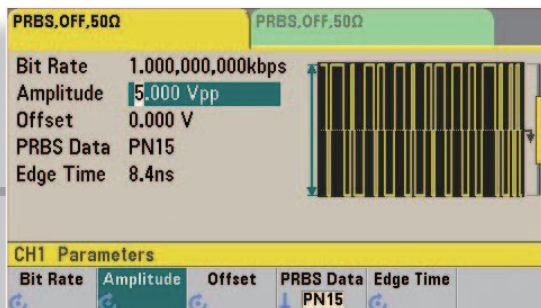 PRBS,OFF,50Ω
PRBS,OFF,50Ω
Bit Rate 1.000,000,000kbps
Amplitude 5.000 Vpp
Offset 0.000 V
PRBS Data PN15
Edge Time 8.4ns
CH1 Parameters
Bit Rate Amplitude Offset PRBS Data Edge Time
PN15